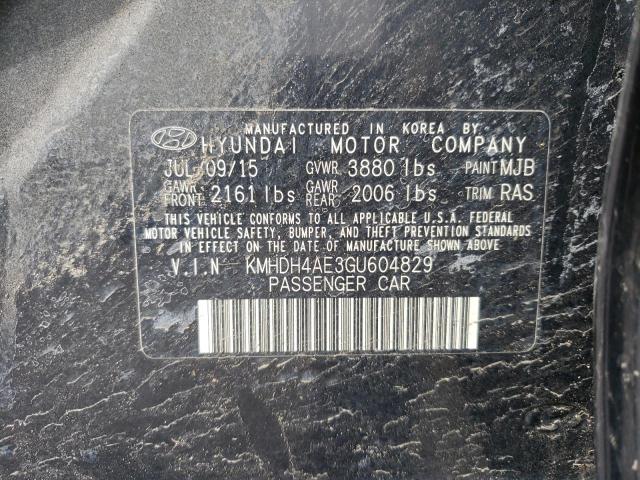 MANUFACTURED IN KOREA BY
HYUNDAI MOTOR COMPANY
JUL/09/15 GVWR 3880 lbs PAINT MJB
GAWR FRONT 2161 lbs GAWR REAR 2006 lbs TRIM RAS
THIS VEHICLE CONFORMS TO ALL APPLICABLE U.S.A. FEDERAL
MOTOR VEHICLE SAFETY, BUMPER, AND THEFT PREVENTION STANDARDS
IN EFFECT ON THE DATE OF MANUFACTURE SHOWN ABOVE
V.I.N KMHDH4AE3GU604829
PASSENGER CAR